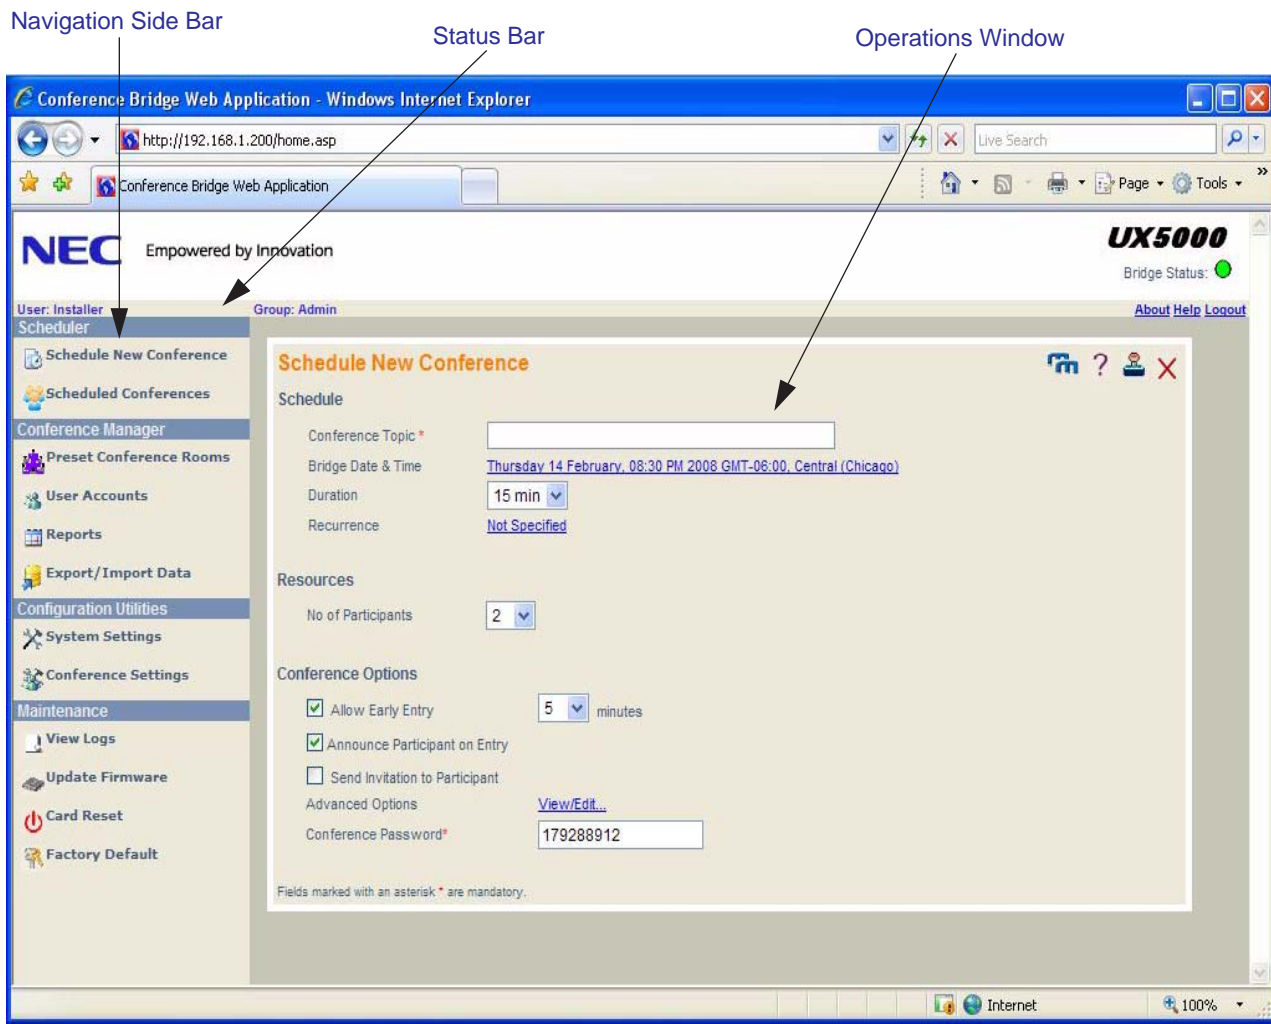 Navigation Side Bar
Status Bar
Operations Window
Conference Bridge Web Application - Windows Internet Explorer
http://192.168.1.200/home.asp
Live Search
Conference Bridge Web Application
Page
Tools
»
NEC Empowered by Innovation
UX5000
Bridge Status:
User: Installer
Group: Admin
About Help Logout
Scheduler
Schedule New Conference
Scheduled Conferences
Conference Manager
Preset Conference Rooms
User Accounts
Reports
Export/Import Data
Configuration Utilities
System Settings
Conference Settings
Maintenance
View Logs
Update Firmware
Card Reset
Factory Default
Schedule New Conference
?
Schedule
Conference Topic *
Bridge Date & Time Thursday 14 February, 08:30 PM 2008 GMT-06:00, Central (Chicago)
Duration 15 min
Recurrence Not Specified
Resources
No of Participants 2
Conference Options
Allow Early Entry 5 minutes
Announce Participant on Entry
Send Invitation to Participant
Advanced Options View/Edit...
Conference Password* 179288912
Fields marked with an asterisk * are mandatory.
Internet
100%